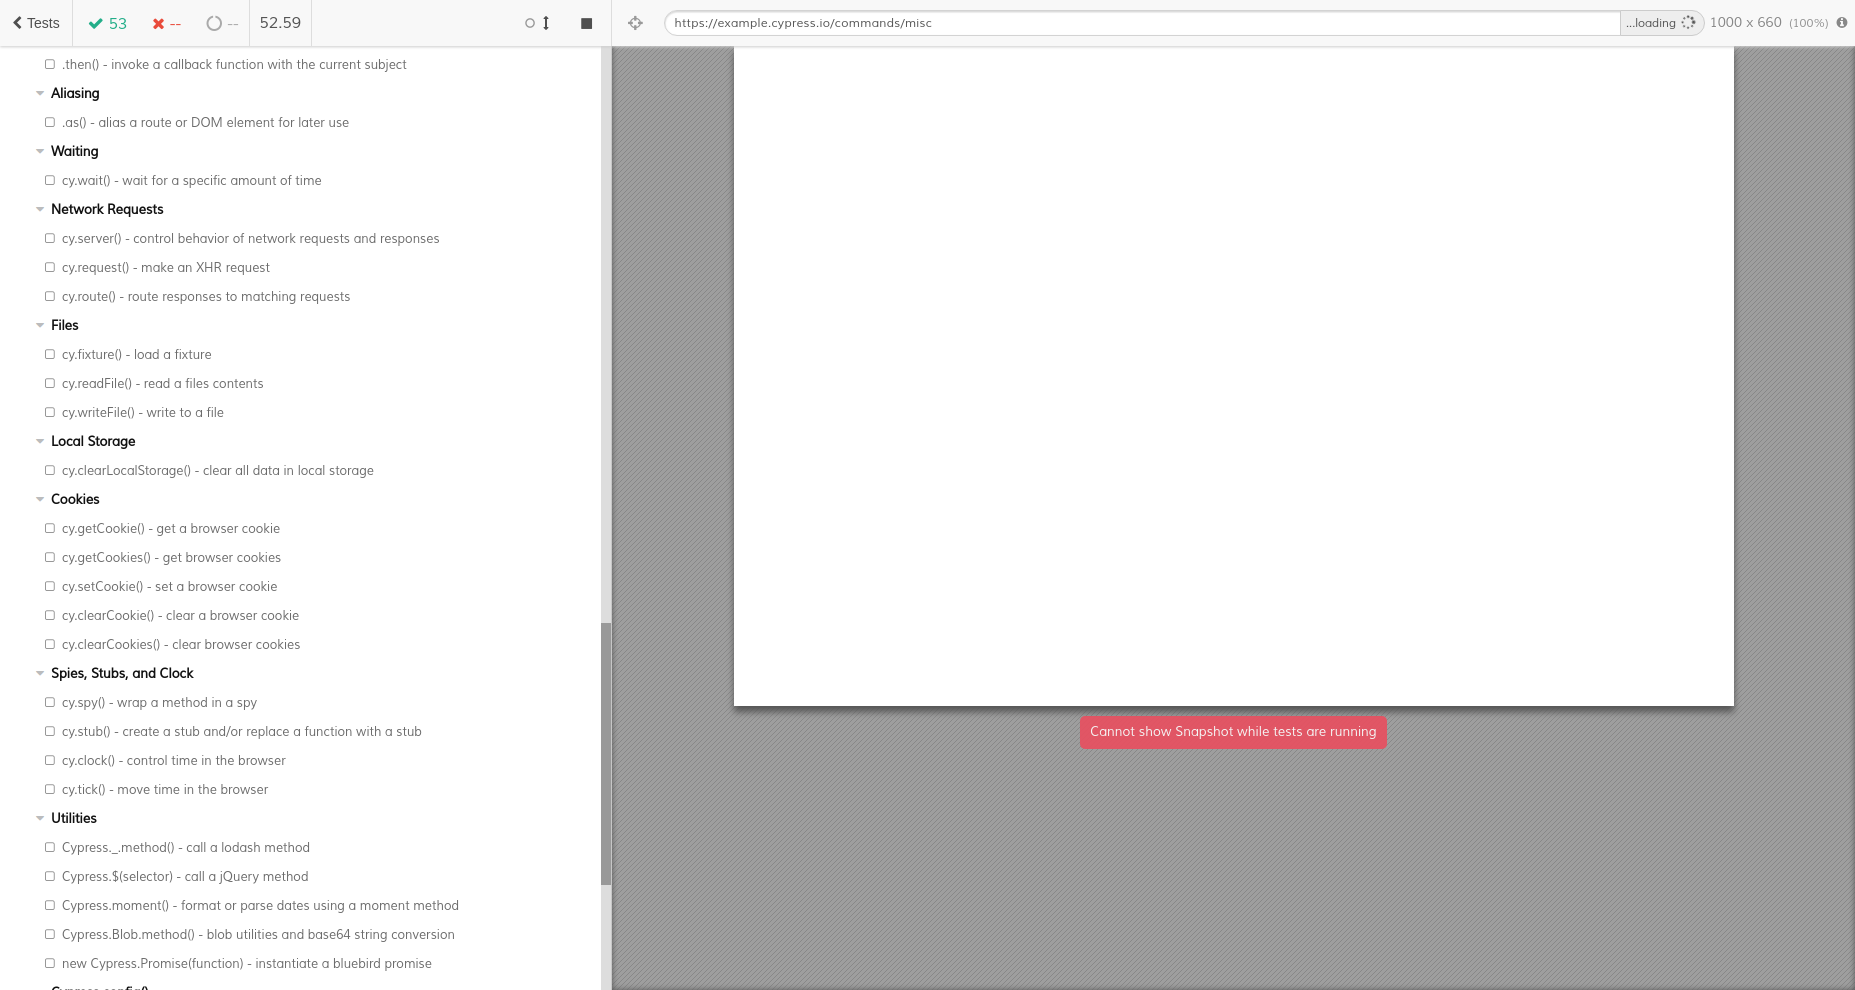 Tests
53
--
--
52.59
https://example.cypress.io/commands/misc
...loading
1000 x 660 (100%)
.then() - invoke a callback function with the current subject
Aliasing
.as() - alias a route or DOM element for later use
Waiting
cy.wait() - wait for a specific amount of time
Network Requests
cy.server() - control behavior of network requests and responses
cy.request() - make an XHR request
cy.route() - route responses to matching requests
Files
cy.fixture() - load a fixture
cy.readFile() - read a files contents
cy.writeFile() - write to a file
Local Storage
cy.clearLocalStorage() - clear all data in local storage
Cookies
cy.getCookie() - get a browser cookie
cy.getCookies() - get browser cookies
cy.setCookie() - set a browser cookie
cy.clearCookie() - clear a browser cookie
cy.clearCookies() - clear browser cookies
Spies, Stubs, and Clock
cy.spy() - wrap a method in a spy
cy.stub() - create a stub and/or replace a function with a stub
cy.clock() - control time in the browser
cy.tick() - move time in the browser
Utilities
Cypress._.method() - call a lodash method
Cypress.$(selector) - call a jQuery method
Cypress.moment() - format or parse dates using a moment method
Cypress.Blob.method() - blob utilities and base64 string conversion
new Cypress.Promise(function) - instantiate a bluebird promise
Cypress.config()
Cannot show Snapshot while tests are running